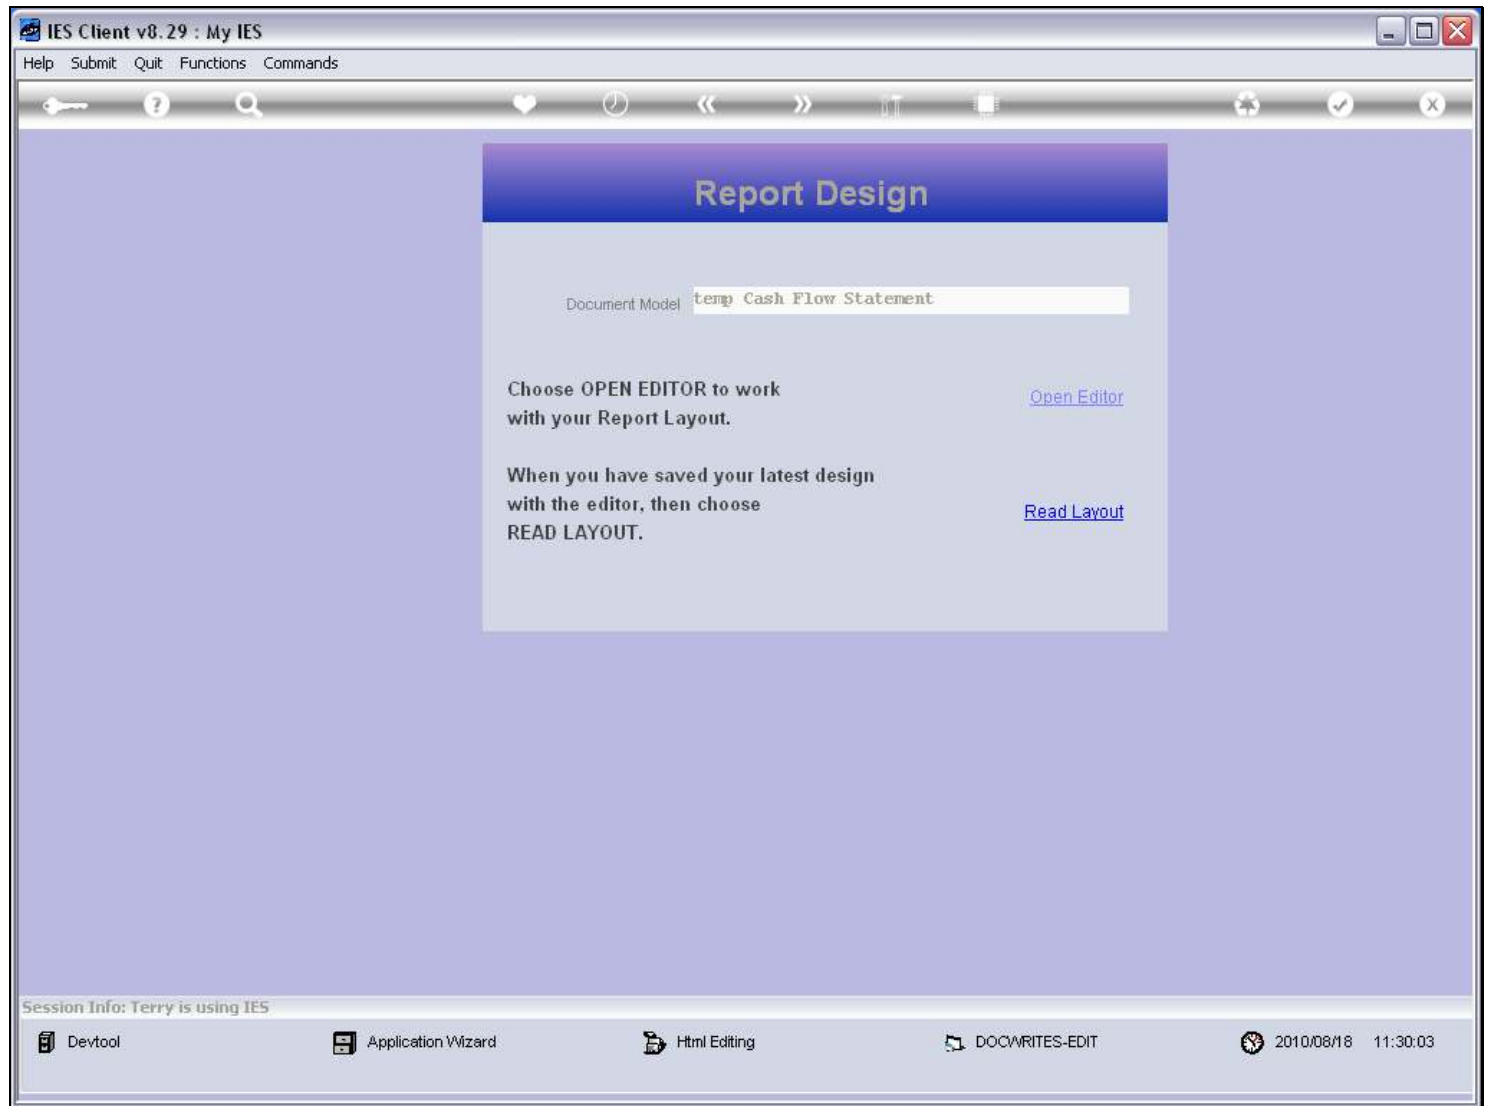 IES Client v8.29 : My IES
Help Submit Quit Functions Commands
Report Design
Document Model temp Cash Flow Statement
Choose OPEN EDITOR to work
with your Report Layout.
Open Editor
When you have saved your latest design
with the editor, then choose
READ LAYOUT.
Read Layout
Session Info: Terry is using IES
Devtool Application Wizard Html Editing DOCWRITES-EDIT 2010/08/18 11:30:03